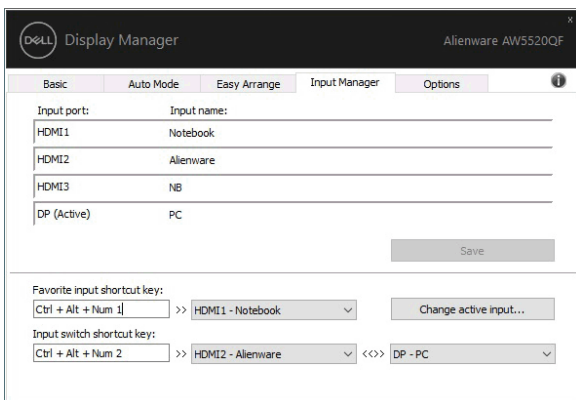 x
DELL Display Manager Alienware AW5520QF
Basic Auto Mode Easy Arrange Input Manager Options i
Input port: Input name:
HDMI1 Notebook
HDMI2 Alienware
HDMI3 NB
DP (Active) PC
Save
Favorite input shortcut key:
Ctrl + Alt + Num 1 >> HDMI1 - Notebook Change active input...
Input switch shortcut key:
Ctrl + Alt + Num 2 >> HDMI2 - Alienware <<>> DP - PC